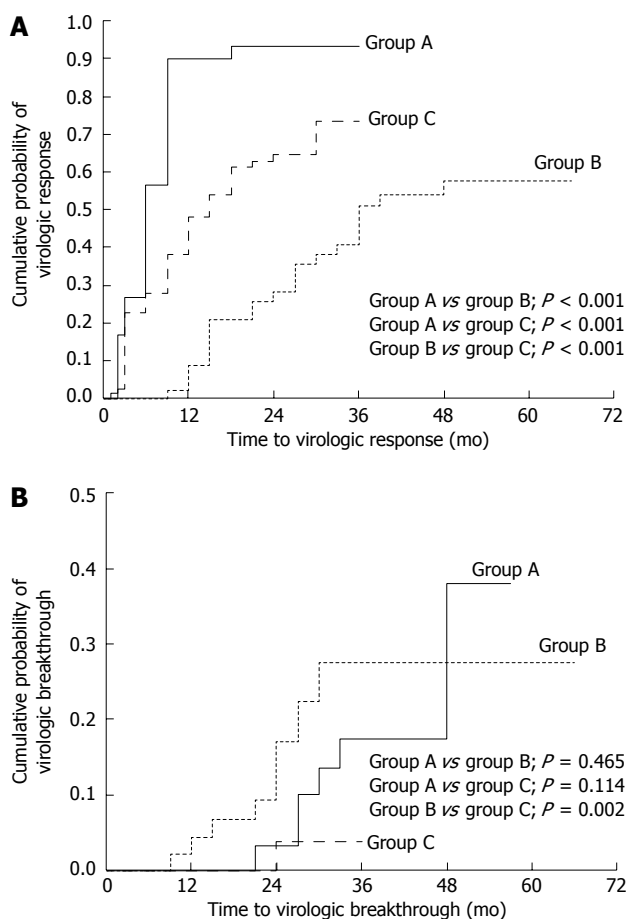 A
Cumulative probability of
virologic response
1.0
0.9
0.8
0.7
0.6
0.5
0.4
0.3
0.2
0.1
0.0
Group A
Group C
Group B
Group A vs group B; P < 0.001
Group A vs group C; P < 0.001
Group B vs group C; P < 0.001
0 12 24 36 48 60 72
Time to virologic response (mo)
B
Cumulative probability of
virologic breakthrough
0.5
0.4
0.3
0.2
0.1
0.0
Group A
Group B
Group A vs group B; P = 0.465
Group A vs group C; P = 0.114
Group B vs group C; P = 0.002
Group C
0 12 24 36 48 60 72
Time to virologic breakthrough (mo)